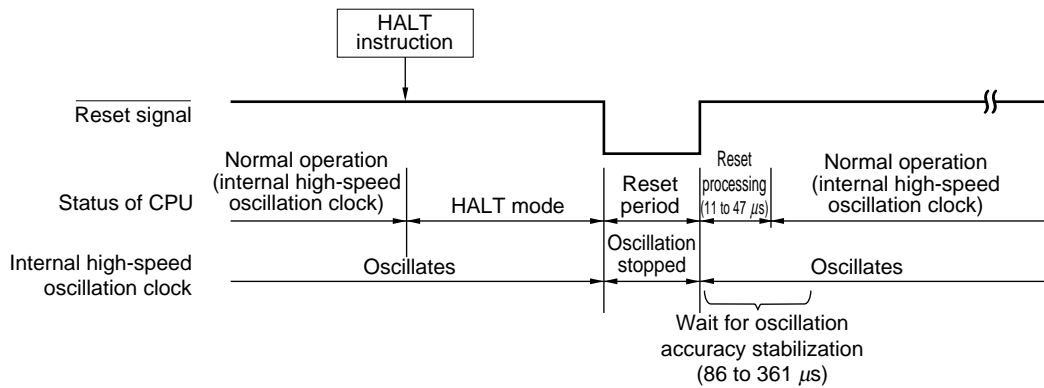 HALT
instruction
Reset signal
Normal operation
(internal high-speed
oscillation clock)
Status of CPU
HALT mode
Reset
period
Reset
processing
(11 to 47 μs)
Normal operation
(internal high-speed
oscillation clock)
Internal high-speed
oscillation clock
Oscillates
Oscillation
stopped
Oscillates
Wait for oscillation
accuracy stabilization
(86 to 361 μs)